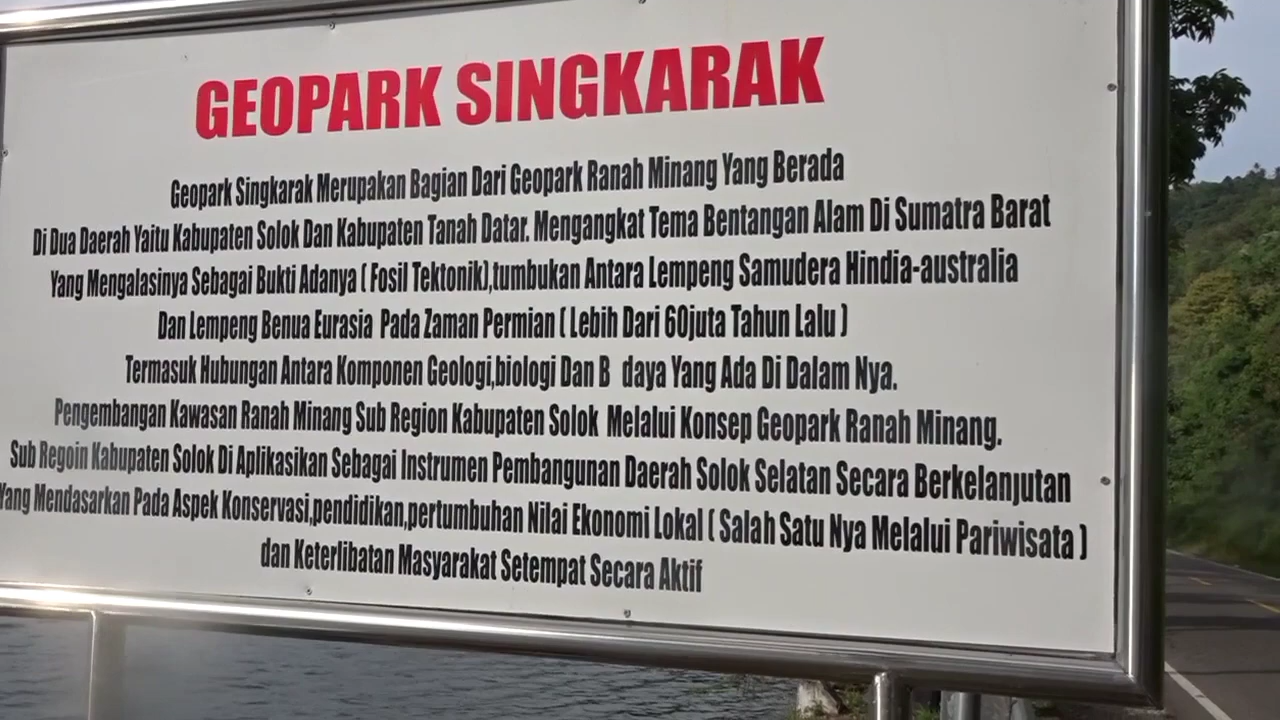 GEOPARK SINGKARAK
Geopark Singkarak Merupakan Bagian Dari Geopark Ranah Minang Yang Berada
Di Dua Daerah Yaitu Kabupaten Solok Dan Kabupaten Tanah Datar. Mengangkat Tema Bentangan Alam Di Sumatra Barat
Yang Mengalasinya Sebagai Bukti Adanya ( Fosil Tektonik),tumbukan Antara Lempeng Samudera Hindia-australia
Dan Lempeng Benua Eurasia Pada Zaman Permian ( Lebih Dari 60juta Tahun Lalu )
Termasuk Hubungan Antara Komponen Geologi,biologi Dan B daya Yang Ada Di Dalam Nya.
Pengembangan Kawasan Ranah Minang Sub Region Kabupaten Solok Melalui Konsep Geopark Ranah Minang.
Sub Regoin Kabupaten Solok Di Aplikasikan Sebagai Instrumen Pembangunan Daerah Solok Selatan Secara Berkelanjutan
Yang Mendasarkan Pada Aspek Konservasi,pendidikan,pertumbuhan Nilai Ekonomi Lokal ( Salah Satu Nya Melalui Pariwisata )
dan Keterlibatan Masyarakat Setempat Secara Aktif